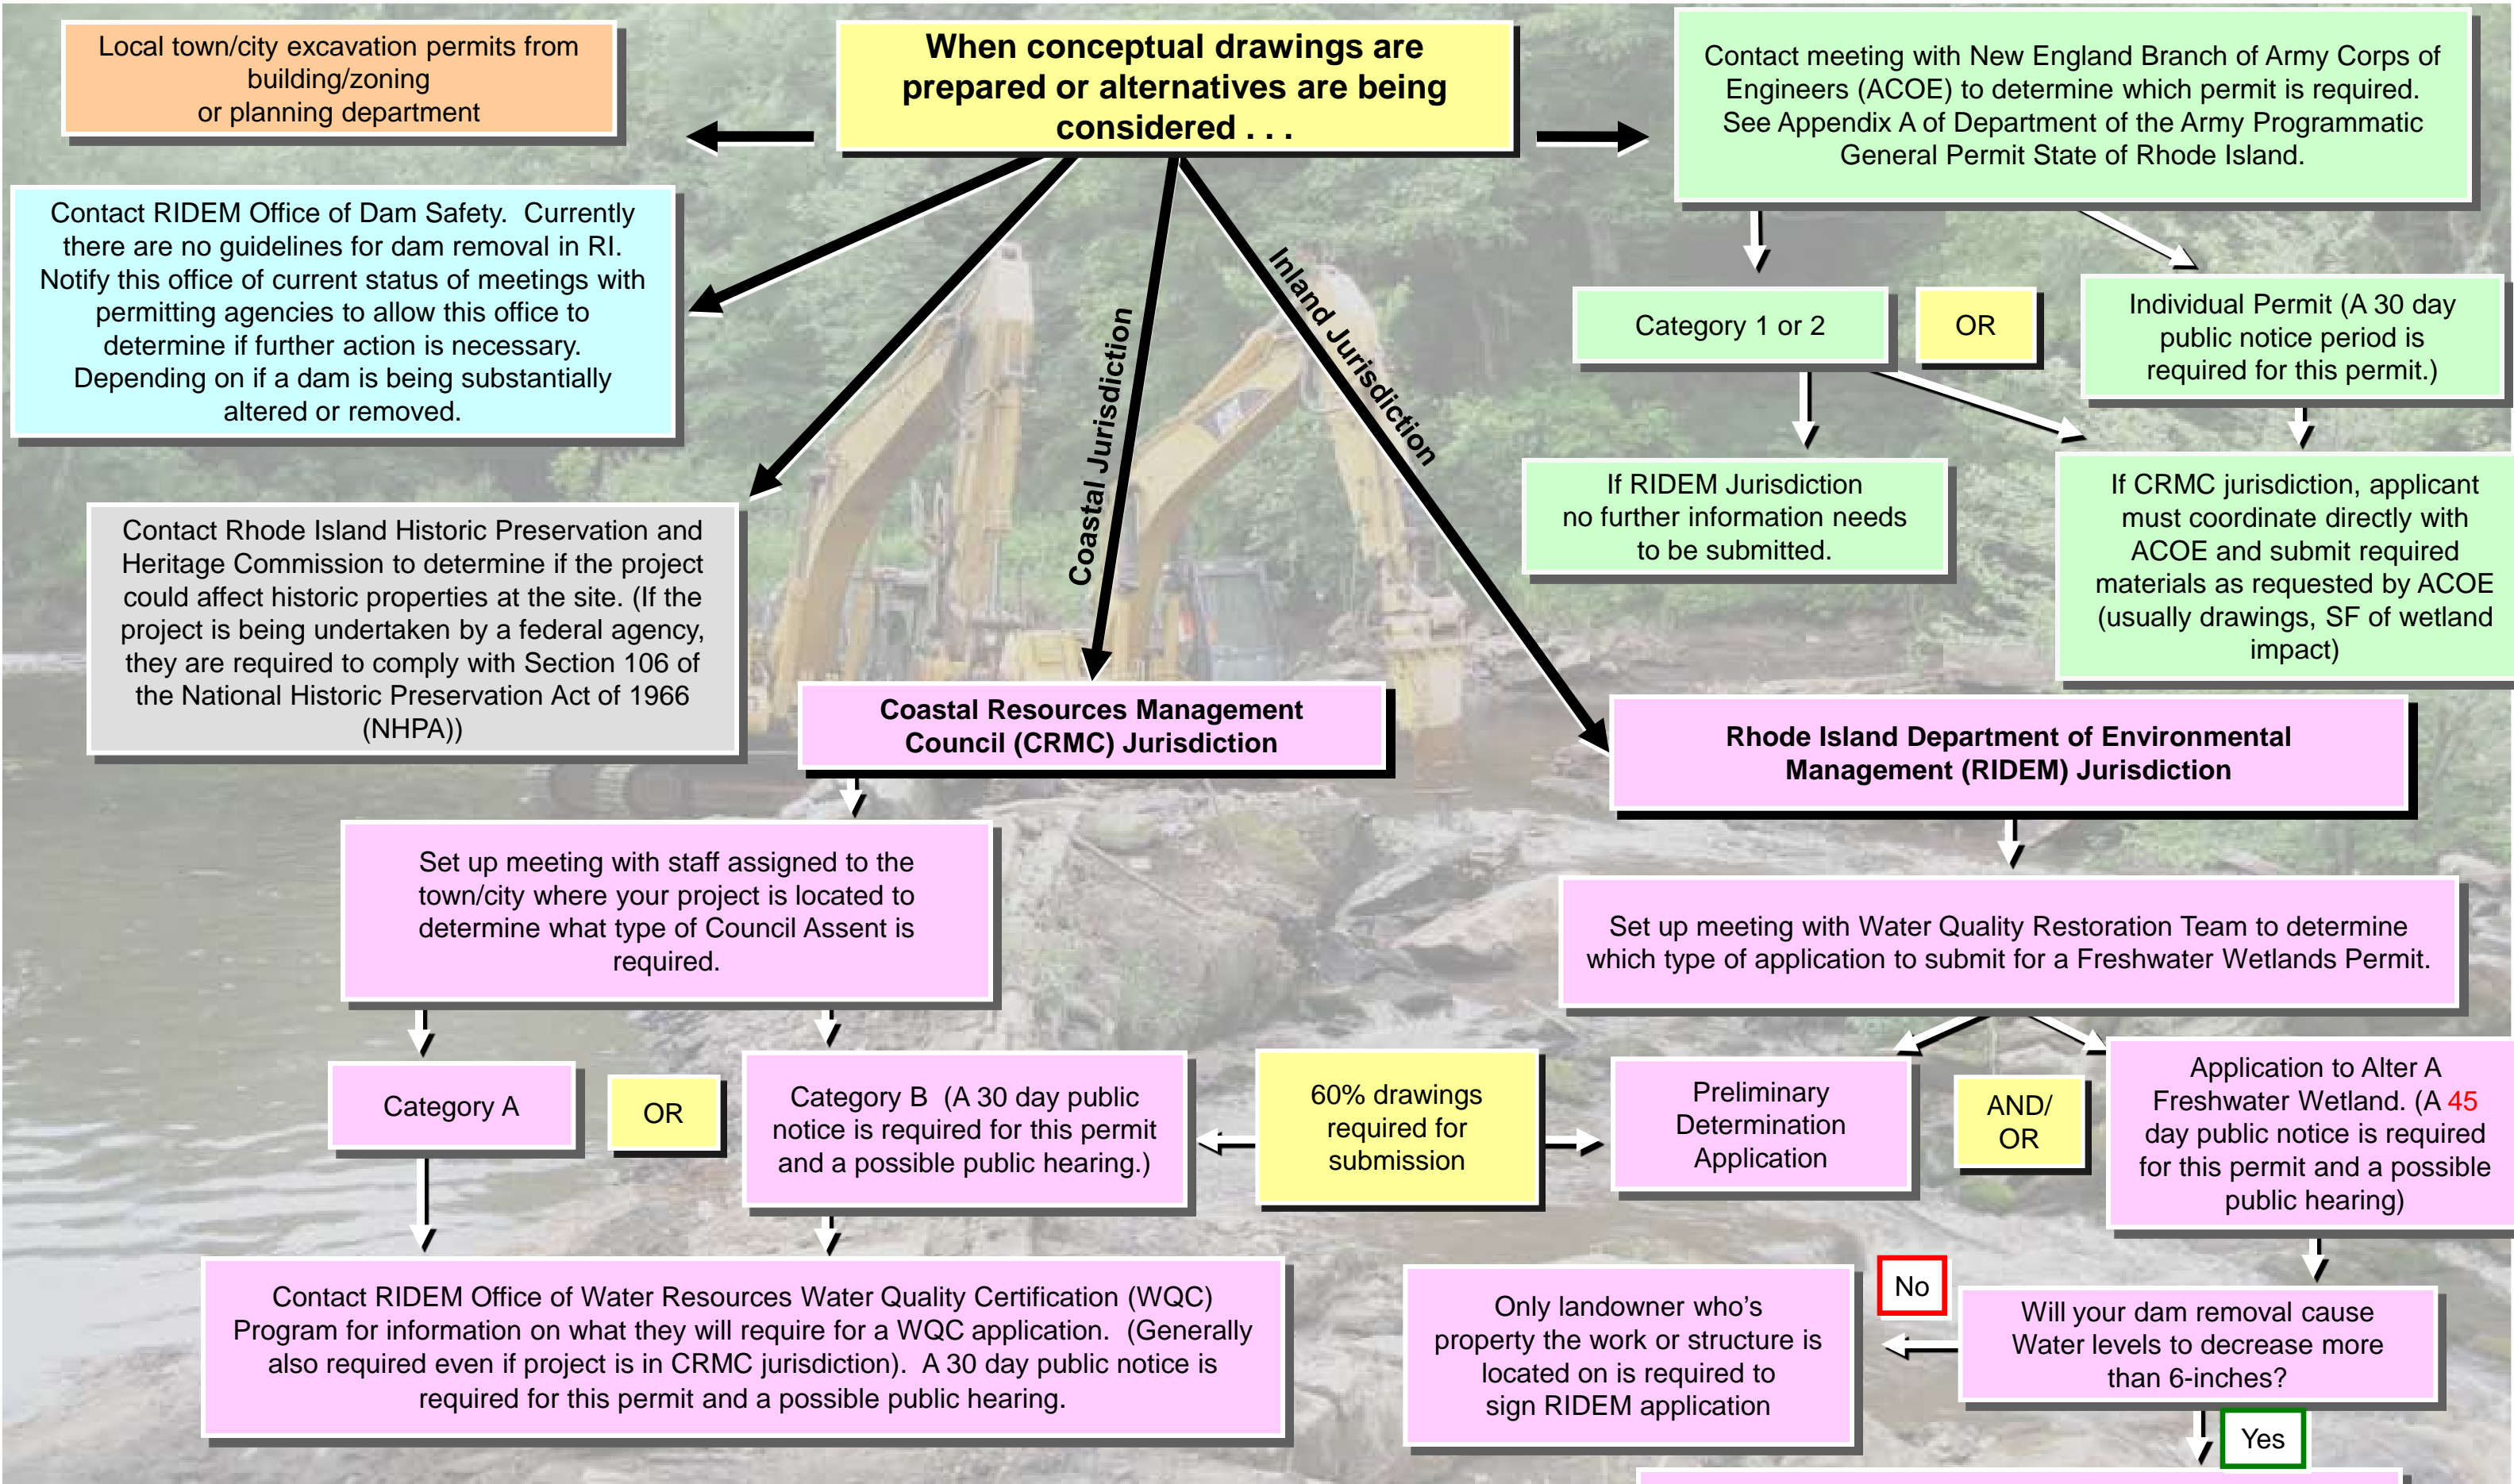 Local town/city excavation permits from
building/zoning
or planning department
When conceptual drawings are
prepared or alternatives are being
considered . . .
Contact meeting with New England Branch of Army Corps of
Engineers (ACOE) to determine which permit is required.
See Appendix A of Department of the Army Programmatic
General Permit State of Rhode Island.
Contact RIDEM Office of Dam Safety. Currently
there are no guidelines for dam removal in RI.
Notify this office of current status of meetings with
permitting agencies to allow this office to
determine if further action is necessary.
Depending on if a dam is being substantially
altered or removed.
Coastal Jurisdiction
Inland Jurisdiction
Category 1 or 2
OR
Individual Permit (A 30 day
public notice period is
required for this permit.)
If RIDEM Jurisdiction
no further information needs
to be submitted.
If CRMC jurisdiction, applicant
must coordinate directly with
ACOE and submit required
materials as requested by ACOE
(usually drawings, SF of wetland
impact)
Contact Rhode Island Historic Preservation and
Heritage Commission to determine if the project
could affect historic properties at the site. (If the
project is being undertaken by a federal agency,
they are required to comply with Section 106 of
the National Historic Preservation Act of 1966
(NHPA))
Coastal Resources Management
Council (CRMC) Jurisdiction
Rhode Island Department of Environmental
Management (RIDEM) Jurisdiction
Set up meeting with staff assigned to the
town/city where your project is located to
determine what type of Council Assent is
required.
Set up meeting with Water Quality Restoration Team to determine
which type of application to submit for a Freshwater Wetlands Permit.
Category A
OR
Category B (A 30 day public
notice is required for this permit
and a possible public hearing.)
60% drawings
required for
submission
Preliminary
Determination
Application
AND/
OR
Application to Alter A
Freshwater Wetland. (A 45
day public notice is required
for this permit and a possible
public hearing)
Contact RIDEM Office of Water Resources Water Quality Certification (WQC)
Program for information on what they will require for a WQC application. (Generally
also required even if project is in CRMC jurisdiction). A 30 day public notice is
required for this permit and a possible public hearing.
Only landowner who's
property the work or structure is
located on is required to
sign RIDEM application
No
Will your dam removal cause
Water levels to decrease more
than 6-inches?
Yes